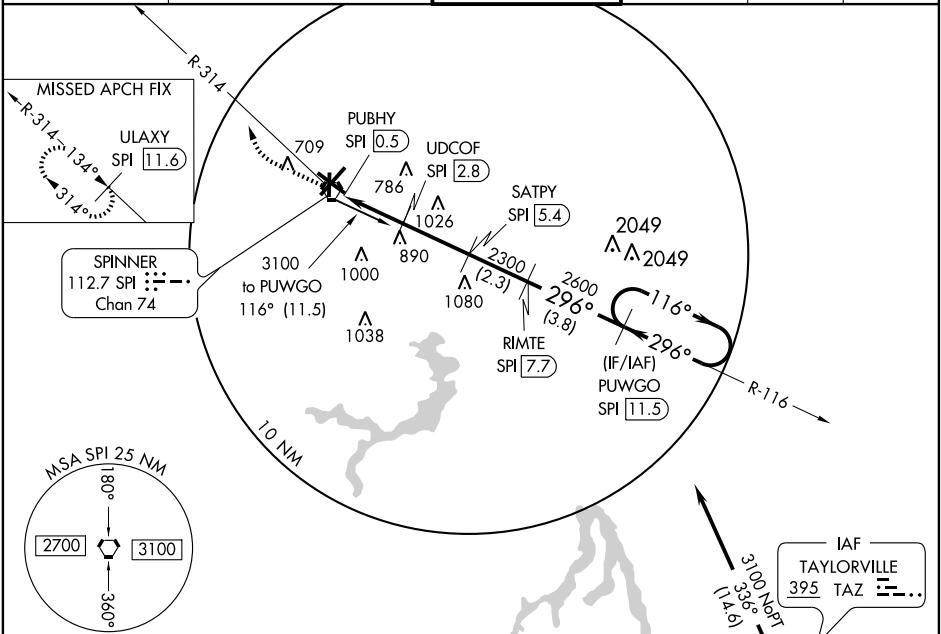 R-314
MISSED APCH FIX
R-314
134°
314°
ULAXY
SPI 11.6
709
PUBHY
SPI 0.5
786
UDCOF
SPI 2.8
1026
890
SATPY
SPI 5.4
2049
2049
SPINNER
112.7 SPI
Chan 74
3100
to PUWGO
116° (11.5)
1000
1038
1080
2300
(2.3)
2600
296°
(3.8)
116°
296°
RIMTE
SPI 7.7
(IF/IAF)
PUWGO
SPI 11.5
R-116
10 NM
MSA SPI 25 NM
180°
2700
3100
360°
3100 NoPT
336°
(14.6)
IAF
TAYLORVILLE
395 TAZ